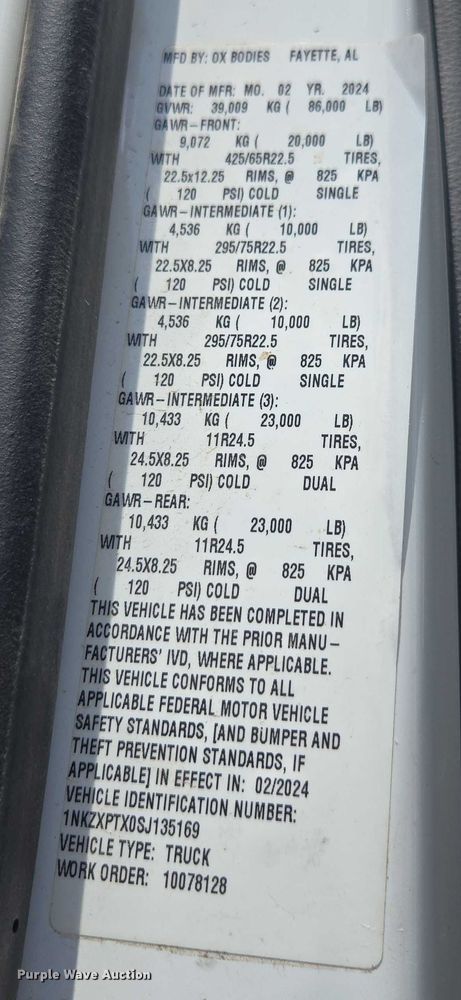 MFD BY: OX BODIES FAYETTE, AL
DATE OF MFR: MO. 02 YR. 2024
GVWR: 39,009 KG ( 86,000 LB)
GAWR-FRONT:
9,072 KG ( 20,000 LB)
WITH 425/65R22.5 TIRES,
22.5x12.25 RIMS, @ 825 KPA
( 120 PSI) COLD SINGLE
GAWR-INTERMEDIATE (1):
4,536 KG ( 10,000 LB)
WITH 295/75R22.5 TIRES,
22.5X8.25 RIMS, @ 825 KPA
( 120 PSI) COLD SINGLE
GAWR-INTERMEDIATE (2):
4,536 KG ( 10,000 LB)
WITH 295/75R22.5 TIRES,
22.5X8.25 RIMS, @ 825 KPA
( 120 PSI) COLD SINGLE
GAWR-INTERMEDIATE (3):
10,433 KG ( 23,000 LB)
WITH 11R24.5 TIRES,
24.5X8.25 RIMS, @ 825 KPA
( 120 PSI) COLD DUAL
GAWR-REAR:
10,433 KG ( 23,000 LB)
WITH 11R24.5 TIRES,
24.5X8.25 RIMS, @ 825 KPA
( 120 PSI) COLD DUAL
THIS VEHICLE HAS BEEN COMPLETED IN
ACCORDANCE WITH THE PRIOR MANU-
FACTURERS' IVD, WHERE APPLICABLE.
THIS VEHICLE CONFORMS TO ALL
APPLICABLE FEDERAL MOTOR VEHICLE
SAFETY STANDARDS, [AND BUMPER AND
THEFT PREVENTION STANDARDS, IF
APPLICABLE] IN EFFECT IN: 02/2024
VEHICLE IDENTIFICATION NUMBER:
1NKZXPTX0SJ135169
VEHICLE TYPE: TRUCK
WORK ORDER: 10078128
Purple Wave Auction